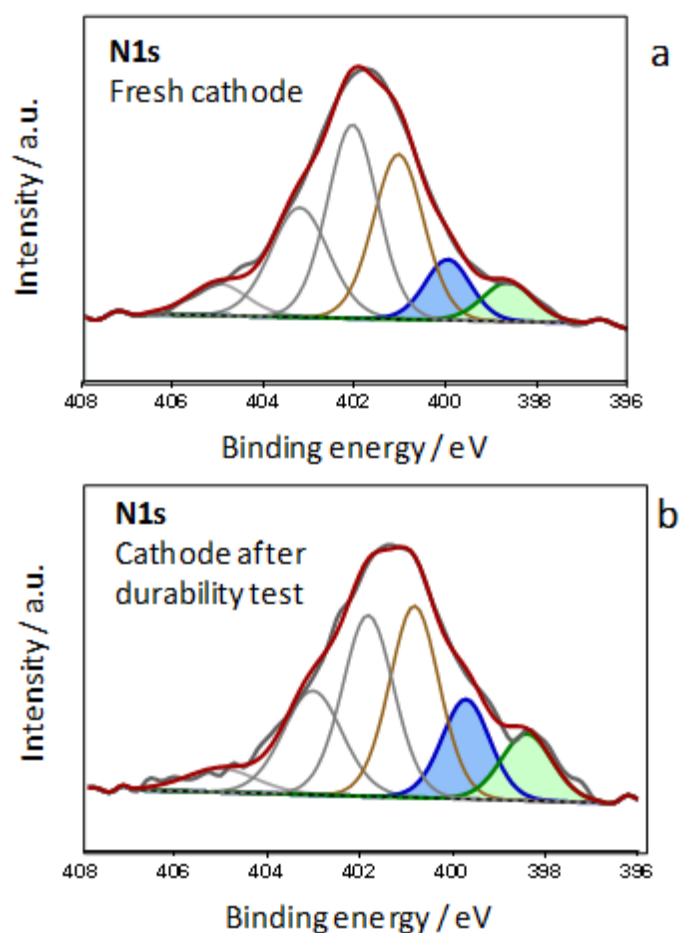 N1s
a
Fresh cathode
Intensity / a.u.
408 406 404 402 400 398 396
Binding energy / eV
N1s
b
Cathode after
durability test
Intensity / a.u.
408 406 404 402 400 398 396
Binding energy / eV